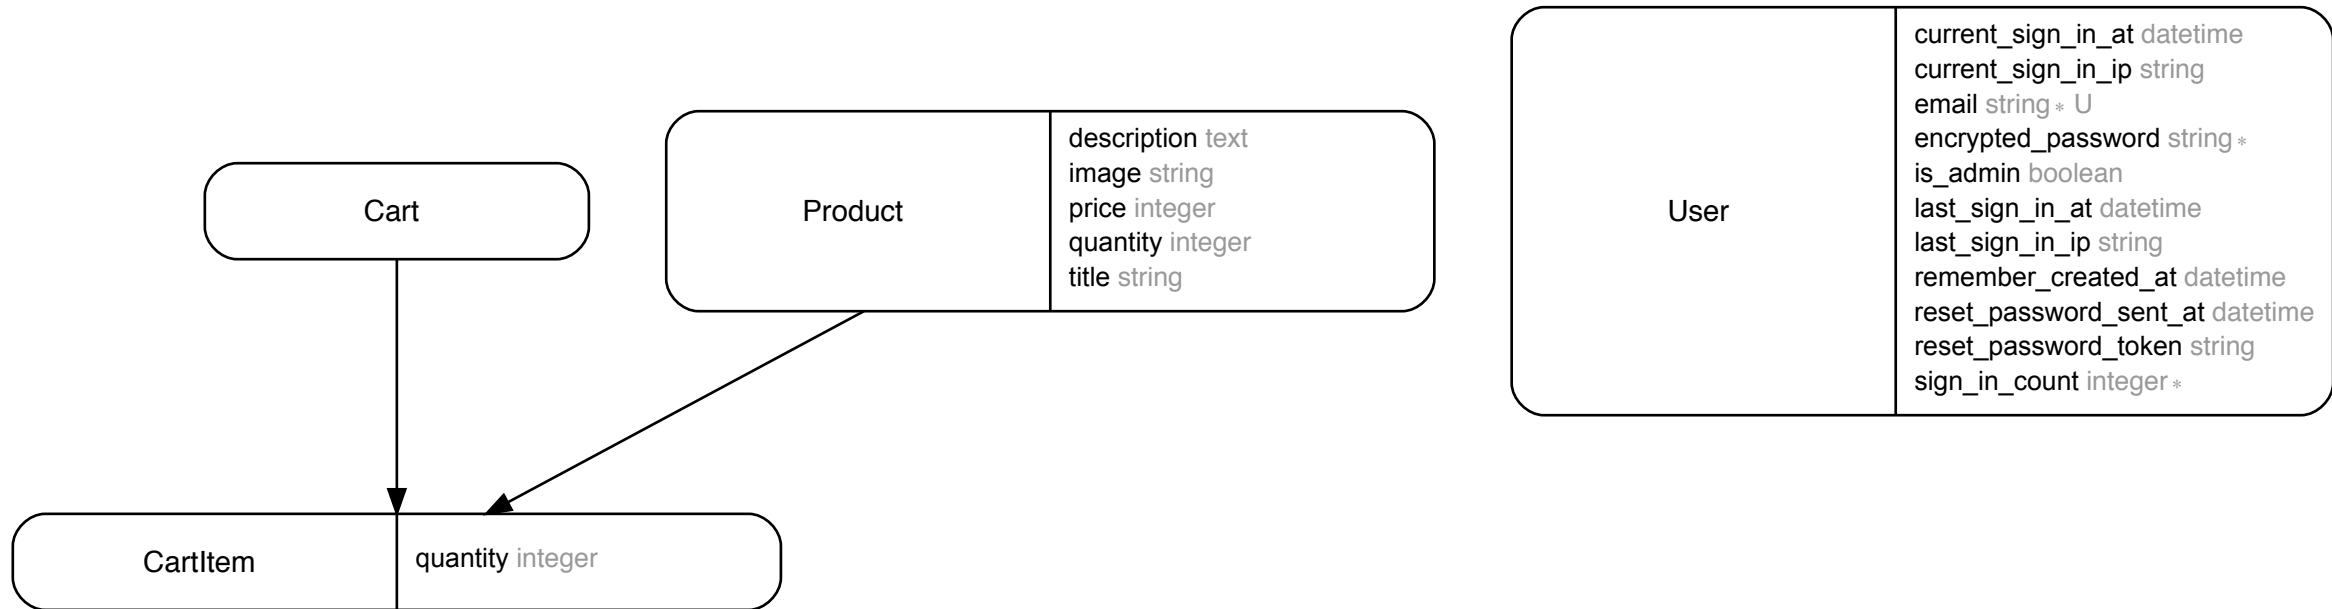 Cart
Product
description text
image string
price integer
quantity integer
title string
User
current_sign_in_at datetime
current_sign_in_ip string
email string * U
encrypted_password string *
is_admin boolean
last_sign_in_at datetime
last_sign_in_ip string
remember_created_at datetime
reset_password_sent_at datetime
reset_password_token string
sign_in_count integer *
CartItem
quantity integer